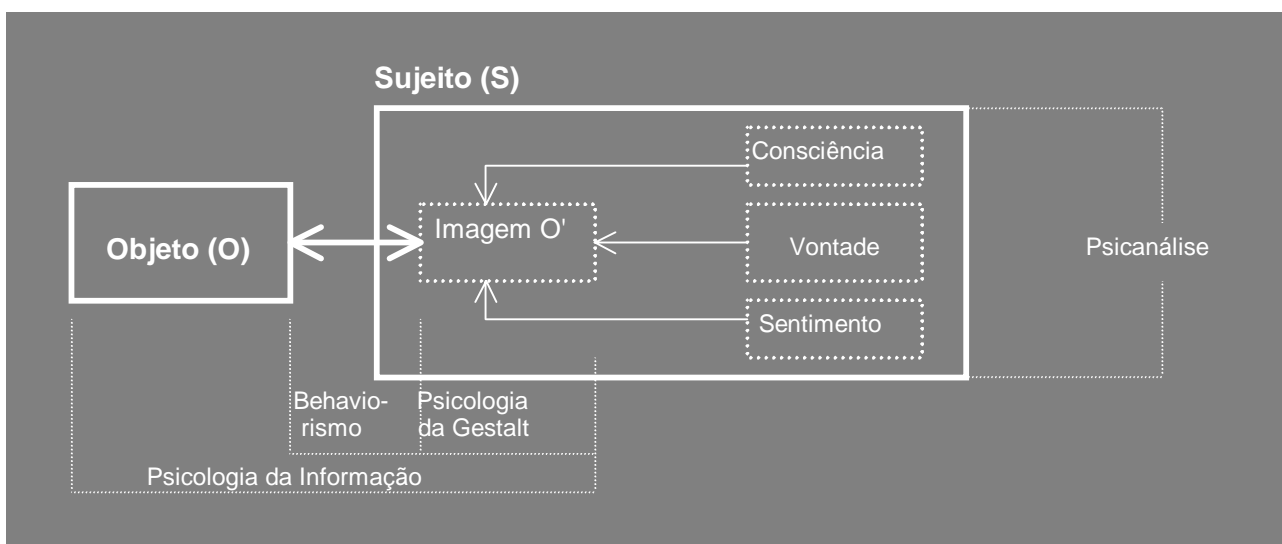 Sujeito (S)
Consciência
Imagem O'
Objeto (O)
Vontade
Psicanálise
Sentimento
Behavio-
rismo
Psicologia
da Gestalt
Psicologia da Informação